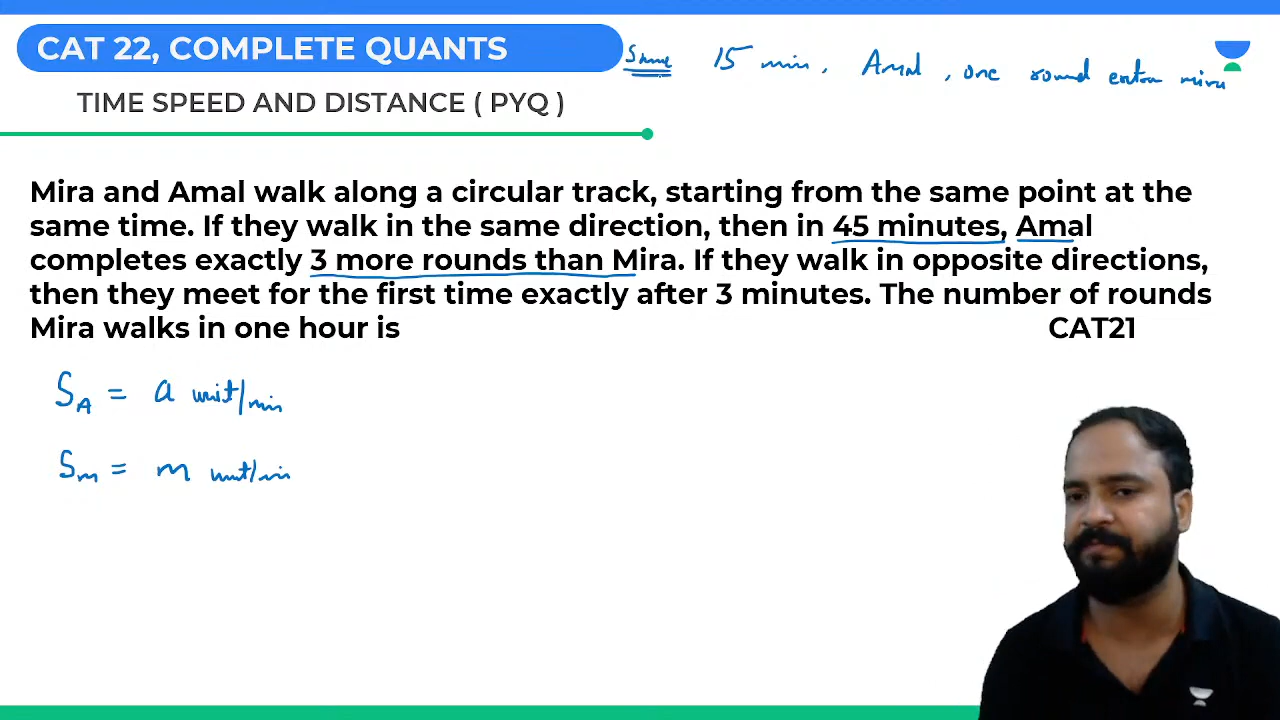 CAT 22, COMPLETE QUANTS
Same 15 min, Amal, one round extra mira
TIME SPEED AND DISTANCE ( PYQ )
Mira and Amal walk along a circular track, starting from the same point at the
same time. If they walk in the same direction, then in 45 minutes, Amal
completes exactly 3 more rounds than Mira. If they walk in opposite directions,
then they meet for the first time exactly after 3 minutes. The number of rounds
Mira walks in one hour is CAT21
S_A = a unit/min
S_m = m unit/min